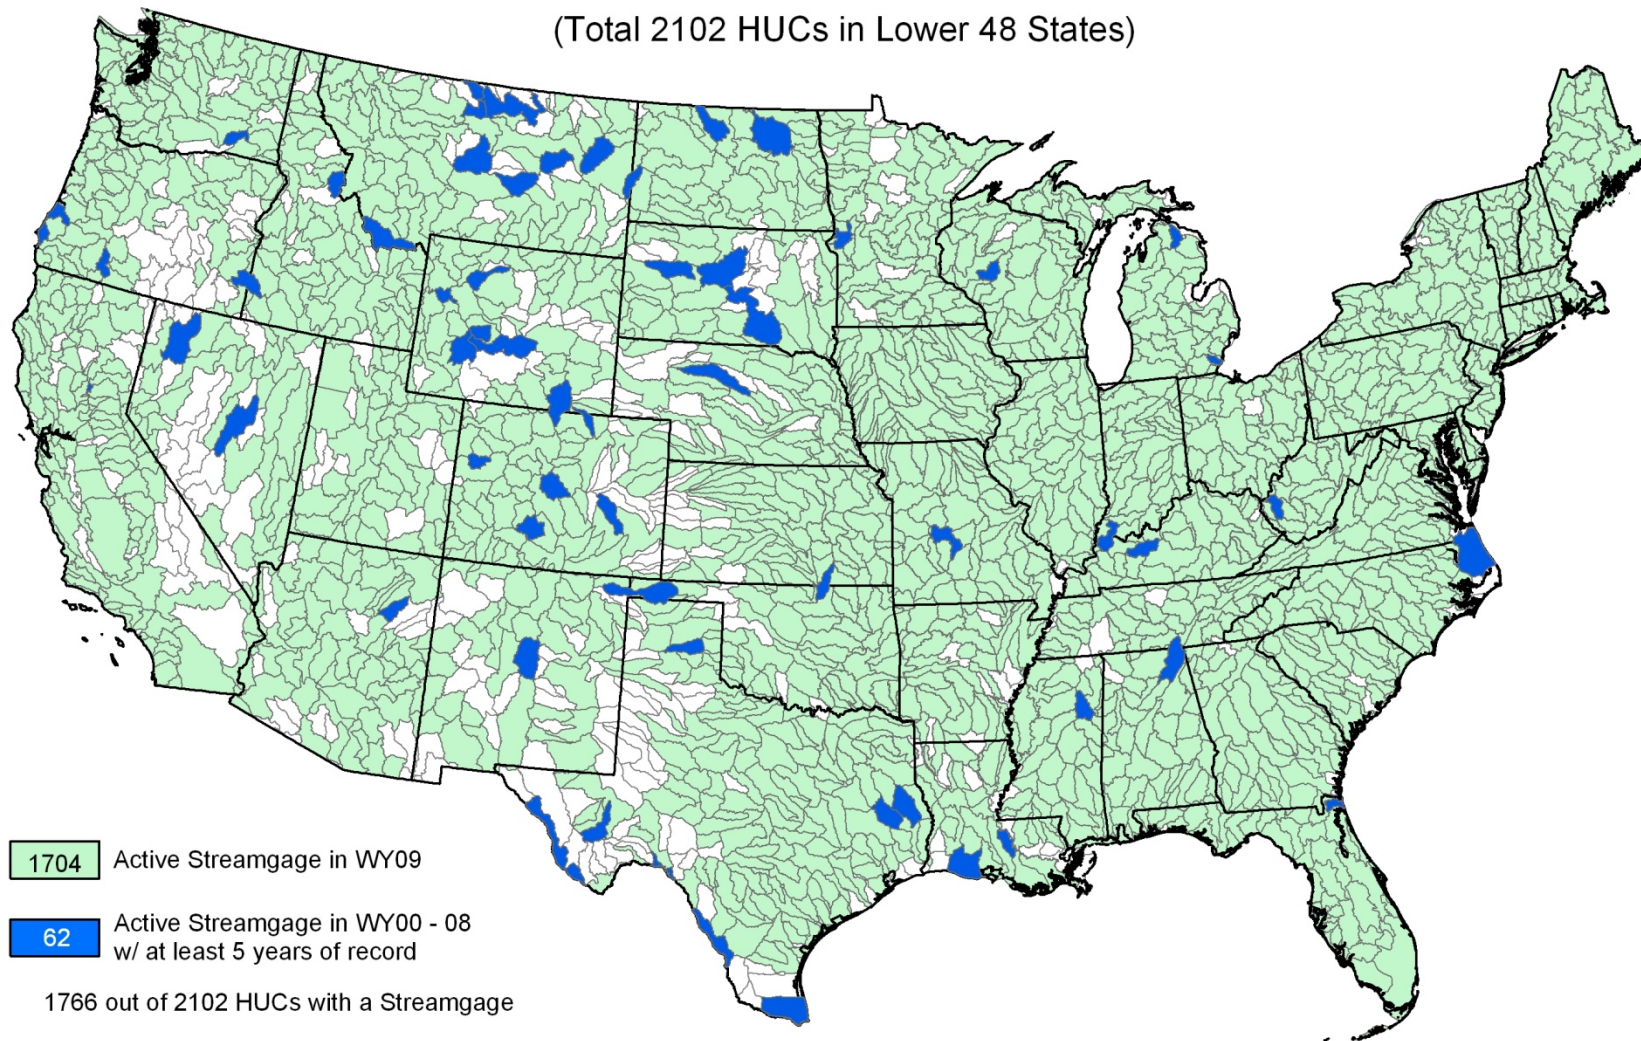 (Total 2102 HUCs in Lower 48 States)
1704 Active Streamgage in WY09
62 Active Streamgage in WY00 - 08
w/ at least 5 years of record
1766 out of 2102 HUCs with a Streamgage